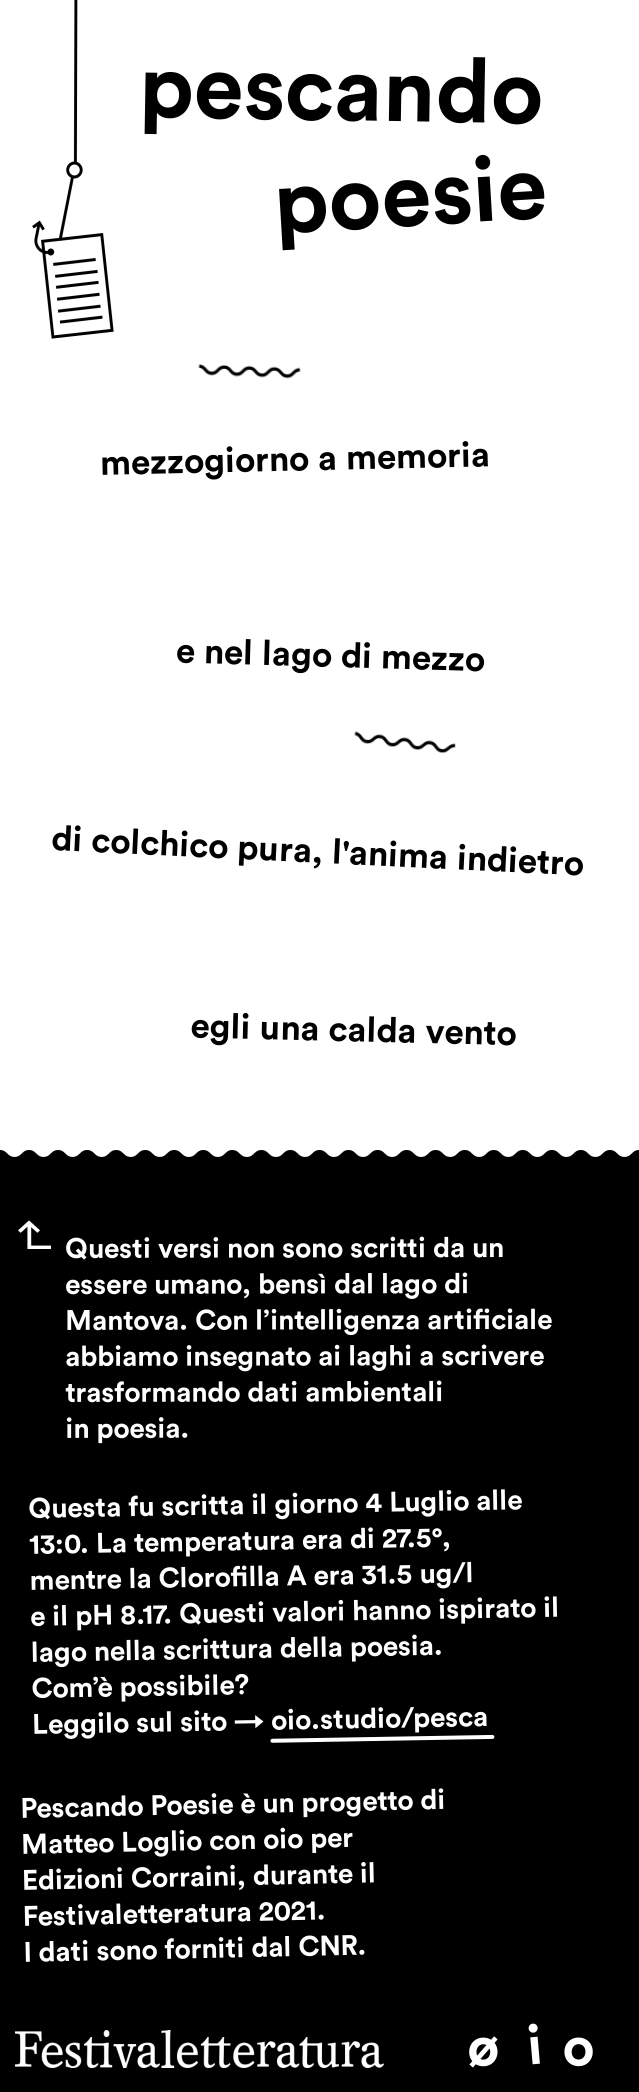 pescando
poesie
mezzogiorno a memoria
e nel lago di mezzo
di colchico pura, l'anima indietro
egli una calda vento
Questi versi non sono scritti da un
essere umano, bensì dal lago di
Mantova. Con l’intelligenza artificiale
abbiamo insegnato ai laghi a scrivere
trasformando dati ambientali
in poesia.
Questa fu scritta il giorno 4 Luglio alle
13:0. La temperatura era di 27.5°,
mentre la Clorofilla A era 31.5 ug/l
e il pH 8.17. Questi valori hanno ispirato il
lago nella scrittura della poesia.
Com’è possibile?
Leggilo sul sito → oio.studio/pesca
Pescando Poesie è un progetto di
Matteo Loglio con oio per
Edizioni Corraini, durante il
Festivaletteratura 2021.
I dati sono forniti dal CNR.
Festivaletteratura ø i o